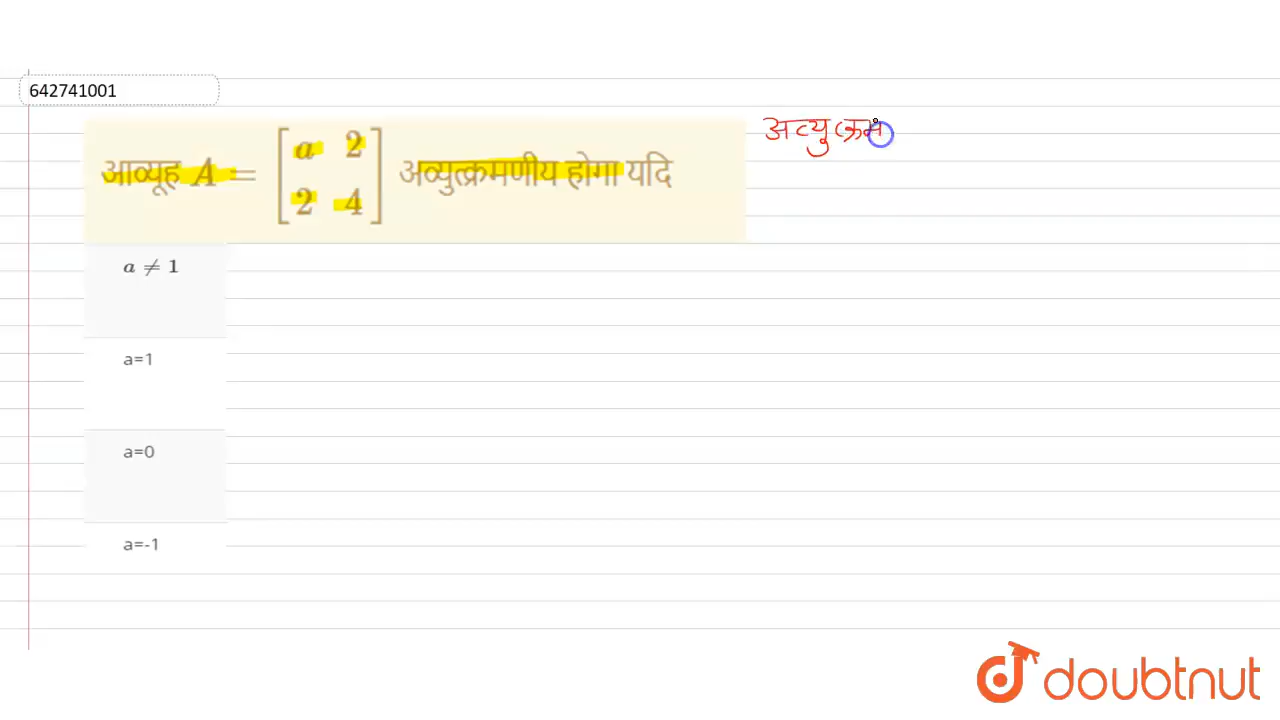 642741001
आव्यूह A = [a 2
2 4] अव्युत्क्रमणीय होगा यदि
अव्युत्क्रम
a ≠ 1
a=1
a=0
a=-1
doubtnut